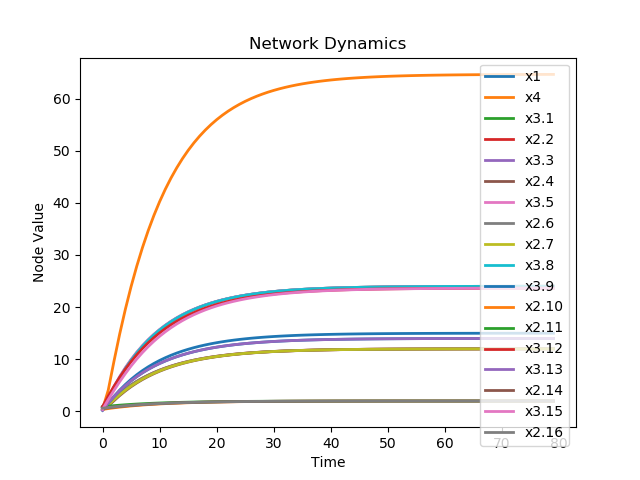 Network Dynamics
Node Value
60
50
40
30
20
10
0
0 10 20 30 40 50 60 70 80
Time
x1
x4
x3.1
x2.2
x3.3
x2.4
x3.5
x2.6
x2.7
x3.8
x3.9
x2.10
x2.11
x3.12
x3.13
x2.14
x3.15
x2.16